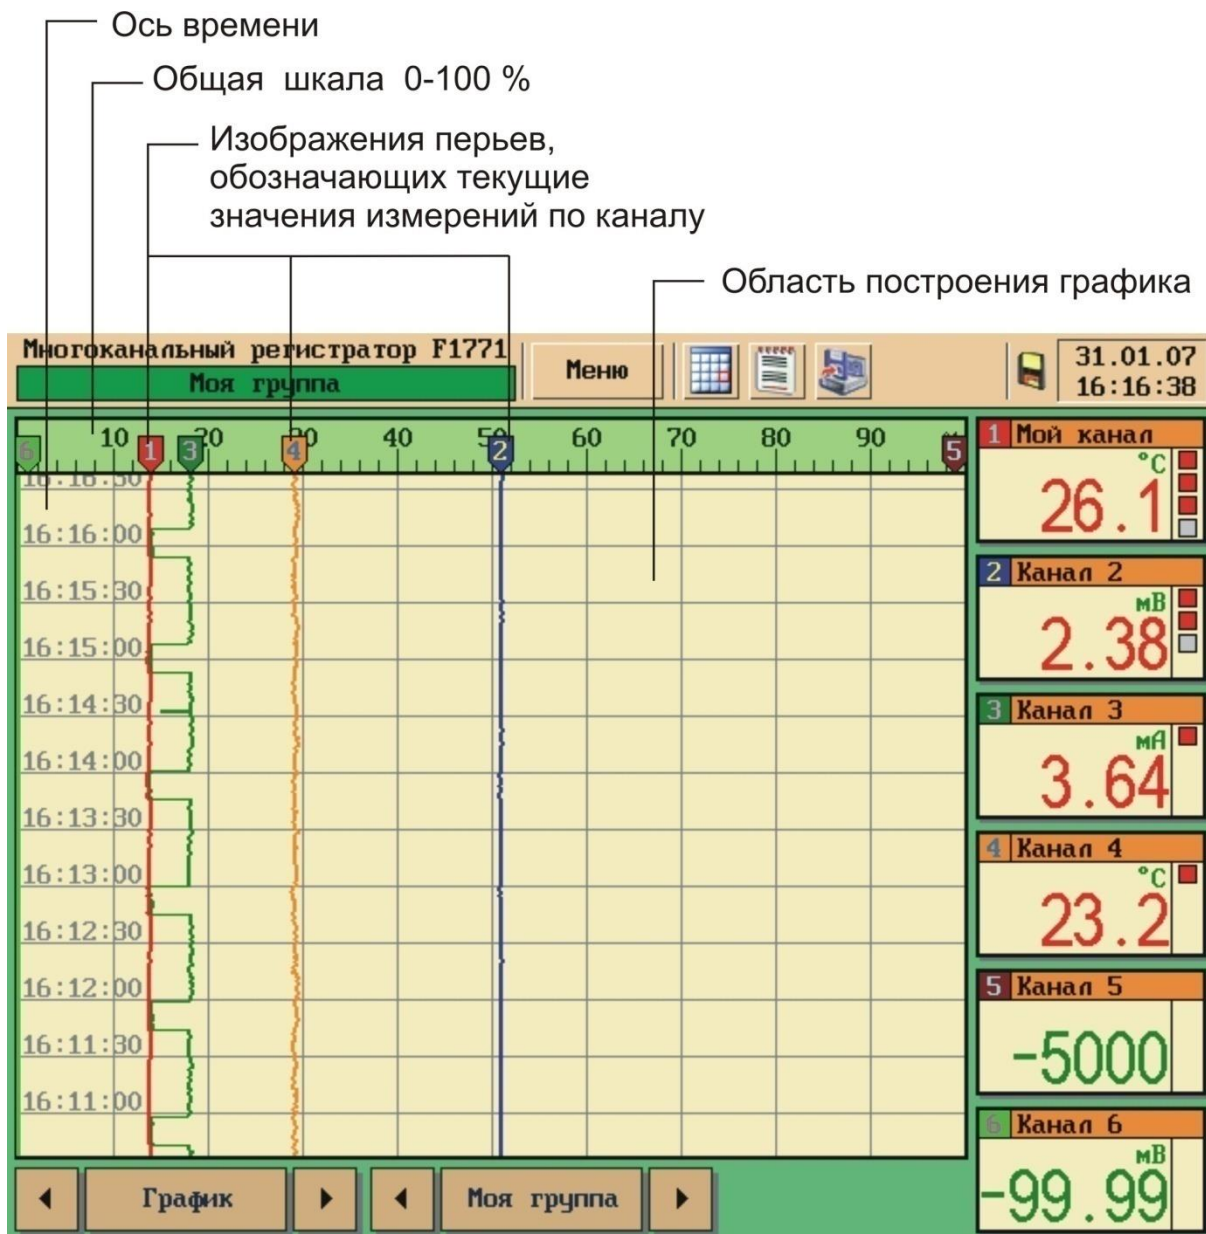 Ось времени
Общая шкала 0-100 %
Изображения перьев,
обозначающих текущие
значения измерений по каналу
Область построения графика
Многоканальный регистратор F1771
Моя группа
Меню
31.01.07
16:16:38
10 20 30 40 50 60 70 80 90 %
6 1 3 4 2 5
16:16:30
16:16:00
16:15:30
16:15:00
16:14:30
16:14:00
16:13:30
16:13:00
16:12:30
16:12:00
16:11:30
16:11:00
1 Мой канал
°C
26.1
2 Канал 2
мВ
2.38
3 Канал 3
мА
3.64
4 Канал 4
°C
23.2
5 Канал 5
-5000
6 Канал 6
мВ
-99.99
График
Моя группа